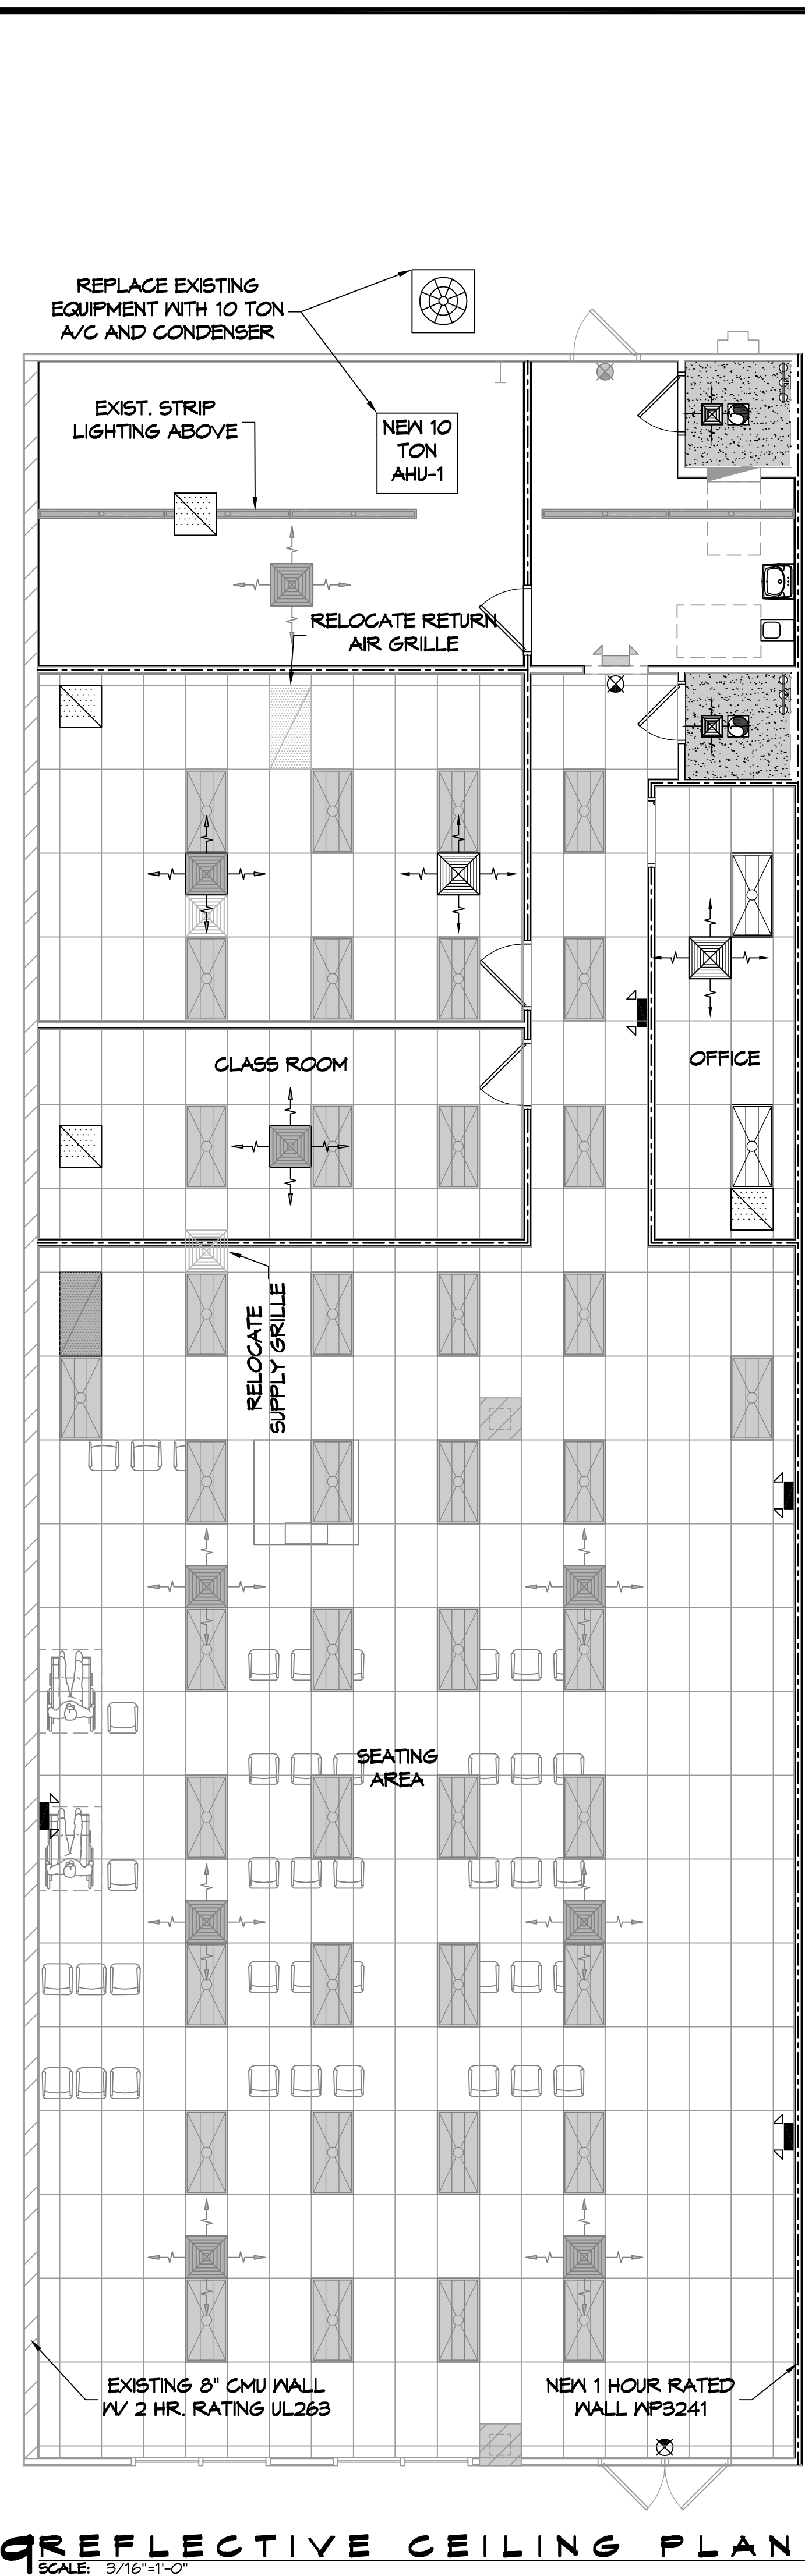 REPLACE EXISTING
EQUIPMENT WITH 10 TON
A/C AND CONDENSER
EXIST. STRIP
LIGHTING ABOVE
NEW 10
TON
AHU-1
RELOCATE RETURN
AIR GRILLE
CLASS ROOM
OFFICE
RELOCATE
SUPPLY GRILLE
SEATING
AREA
EXISTING 8" CMU WALL
W/ 2 HR. RATING UL263
NEW 1 HOUR RATED
WALL WP3241
REFLECTIVE CEILING PLAN
SCALE: 3/16"=1'-0"